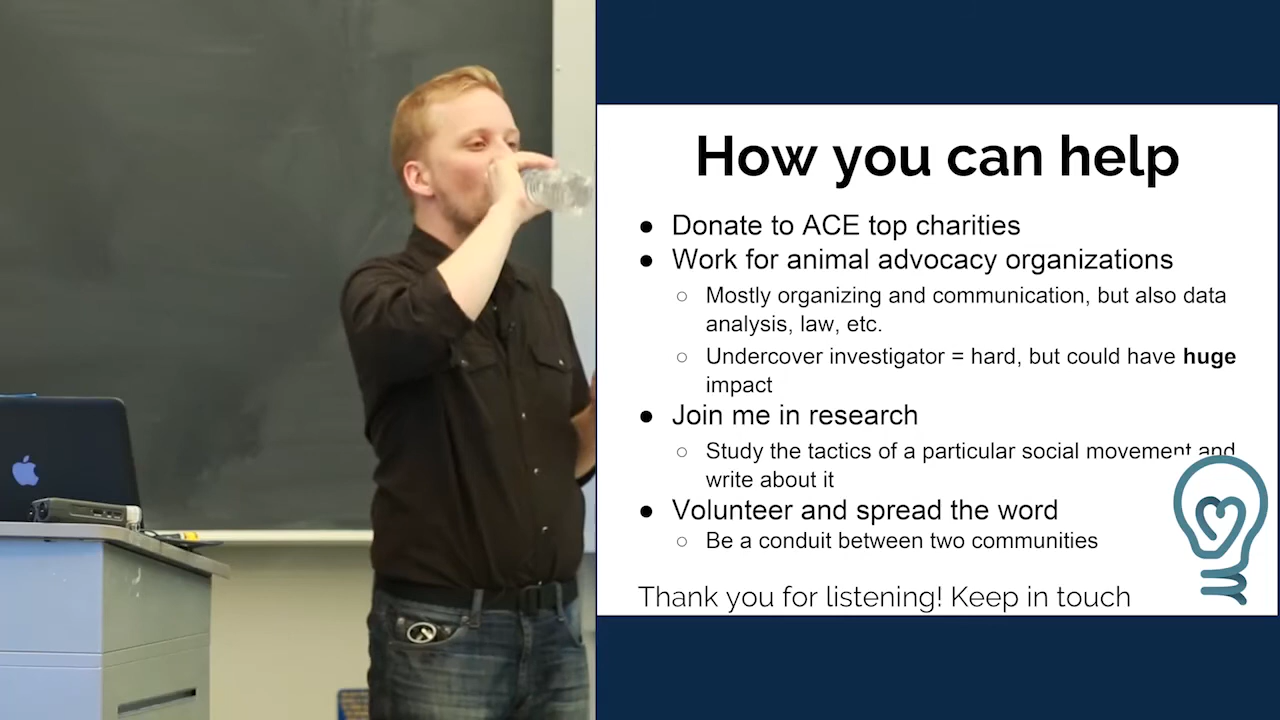 How you can help
● Donate to ACE top charities
● Work for animal advocacy organizations
○ Mostly organizing and communication, but also data
analysis, law, etc.
○ Undercover investigator = hard, but could have huge
impact
● Join me in research
○ Study the tactics of a particular social movement and
write about it
● Volunteer and spread the word
○ Be a conduit between two communities
Thank you for listening! Keep in touch